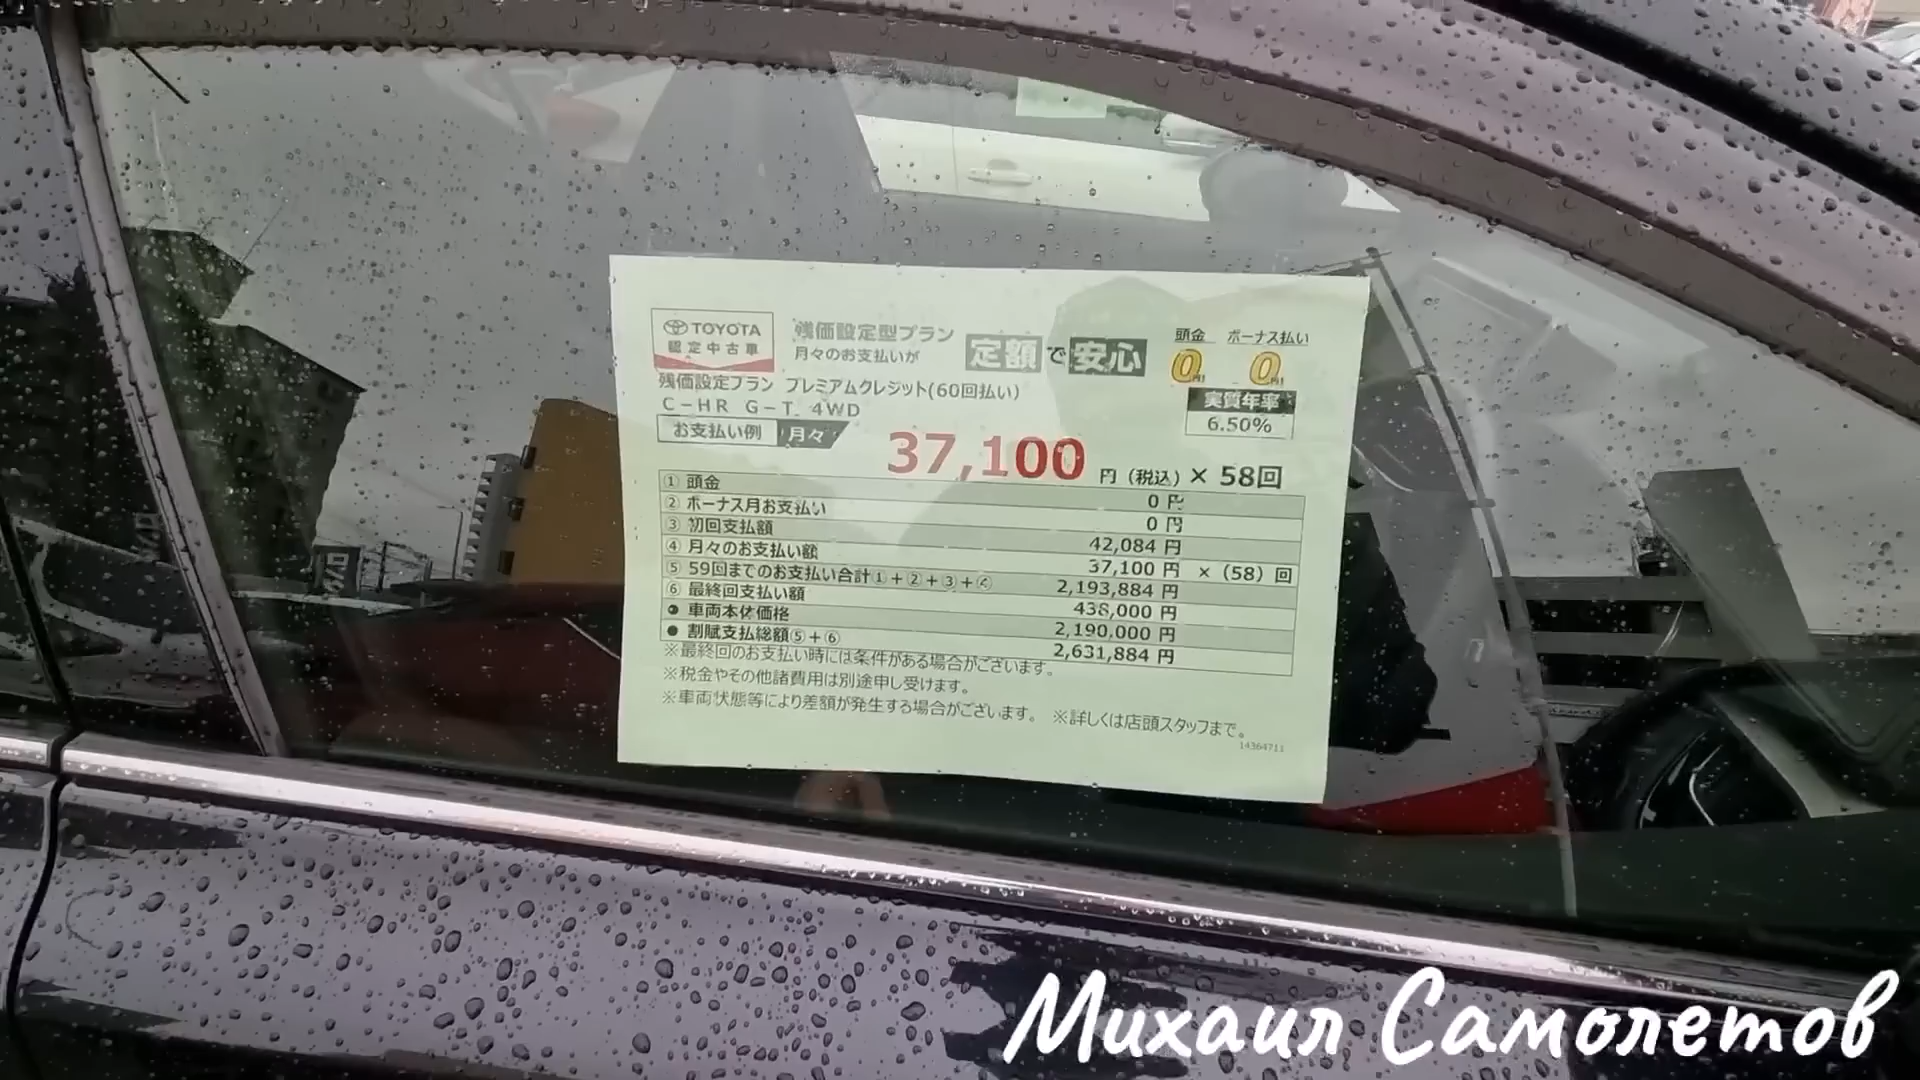 TOYOTA
認定中古車
残価設定型プラン
月々のお支払いが
定額で安心
頭金 ボーナス払い
0円! 0円!
残価設定プラン プレミアムクレジット(60回払い)
C-HR G-T 4WD
実質年率
6.50%
お支払い例 月々
37,100 円 (税込) × 58回
① 頭金 0 円
② ボーナス月お支払い 0 円
③ 初回支払額 42,084 円
④ 月々のお支払い額 37,100 円 ×(58)回
⑤ 59回までのお支払い合計①+②+③+④ 2,193,884 円
⑥ 最終回支払い額 438,000 円
● 車両本体価格 2,190,000 円
● 割賦支払総額⑤+⑥ 2,631,884 円
※最終回のお支払い時には条件がある場合がございます。
※税金やその他諸費用は別途申し受けます。
※車両状態等により差額が発生する場合がございます。 ※詳しくは店頭スタッフまで。
14364711
Михаил Самолетов